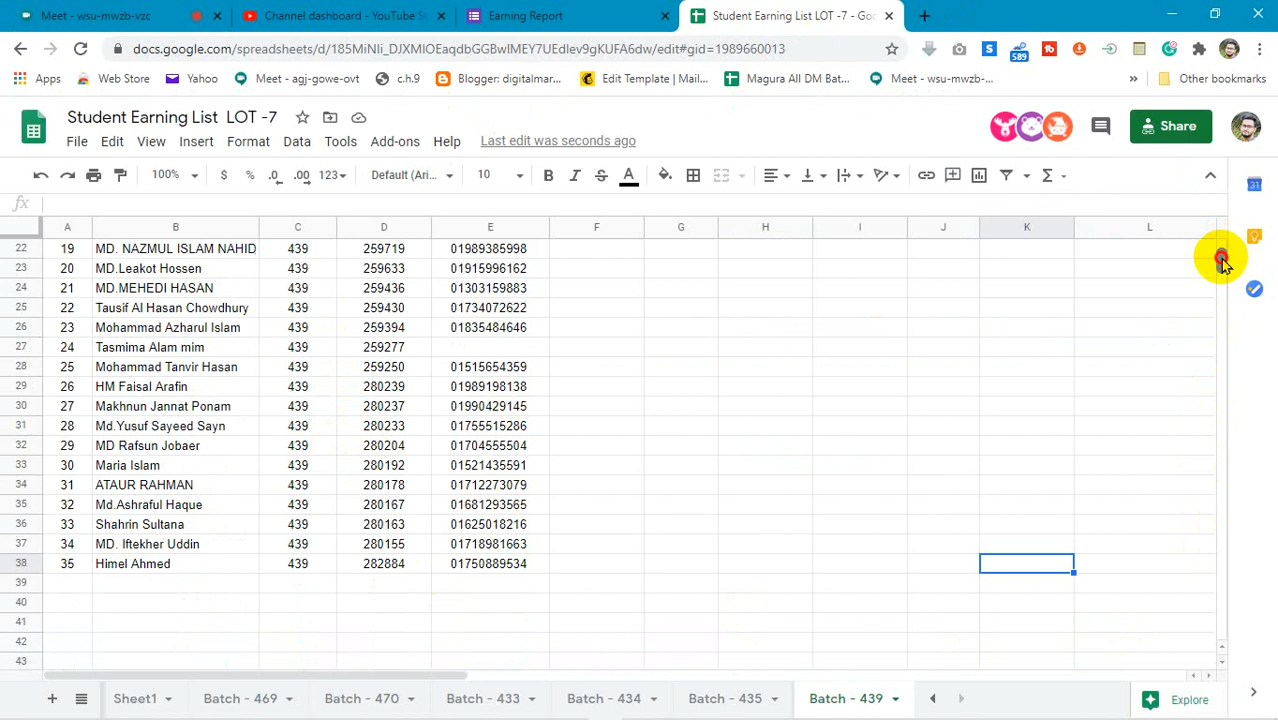 Meet - wsu-mwzb-vzc
Channel dashboard - YouTube S
Earning Report
Student Earning List LOT -7 - Goo
docs.google.com/spreadsheets/d/185MiNIi_DJXMIOEaqdbGGBwIMEY7UEdlev9gKUFA6dw/edit#gid=1989660013
589
Apps
Web Store
Yahoo
Meet - agj-gowe-ovt
c.h.9
Blogger: digitalmar...
Edit Template | Mail...
Magura All DM Bat...
Meet - wsu-mwzb-...
»
Other bookmarks
Student Earning List LOT -7
File Edit View Insert Format Data Tools Add-ons Help Last edit was seconds ago
Share
100% $ % .0 .00 123 Default (Ari... 10 B I S A
fx
31
A B C D E F G H I J K L
22 19 MD. NAZMUL ISLAM NAHID 439 259719 01989385998
23 20 MD.Leakot Hossen 439 259633 01915996162
24 21 MD.MEHEDI HASAN 439 259436 01303159883
25 22 Tausif Al Hasan Chowdhury 439 259430 01734072622
26 23 Mohammad Azharul Islam 439 259394 01835484646
27 24 Tasmima Alam mim 439 259277
28 25 Mohammad Tanvir Hasan 439 259250 01515654359
29 26 HM Faisal Arafin 439 280239 01989198138
30 27 Makhnun Jannat Ponam 439 280237 01990429145
31 28 Md.Yusuf Sayeed Sayn 439 280233 01755515286
32 29 MD Rafsun Jobaer 439 280204 01704555504
33 30 Maria Islam 439 280192 01521435591
34 31 ATAUR RAHMAN 439 280178 01712273079
35 32 Md.Ashraful Haque 439 280167 01681293565
36 33 Shahrin Sultana 439 280163 01625018216
37 34 MD. Iftekher Uddin 439 280155 01718981663
38 35 Himel Ahmed 439 282884 01750889534
39
40
41
42
43
Sheet1 Batch - 469 Batch - 470 Batch - 433 Batch - 434 Batch - 435 Batch - 439 Explore